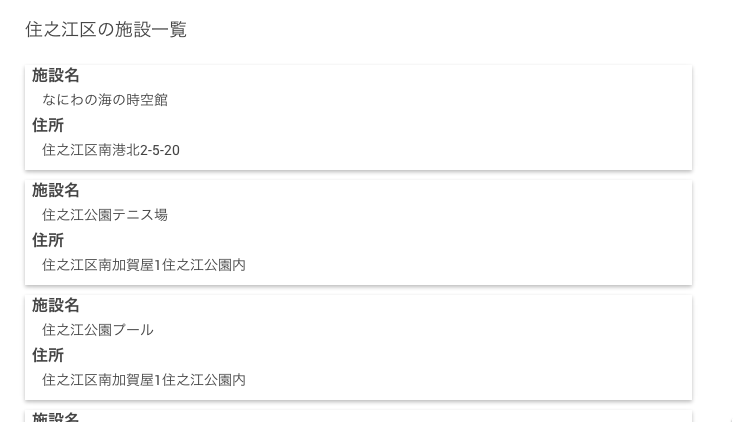 住之江区の施設一覧
施設名
なにわの海の時空館
住所
住之江区南港北2-5-20
施設名
住之江公園テニス場
住所
住之江区南加賀屋1住之江公園内
施設名
住之江公園プール
住所
住之江区南加賀屋1住之江公園内
施設名